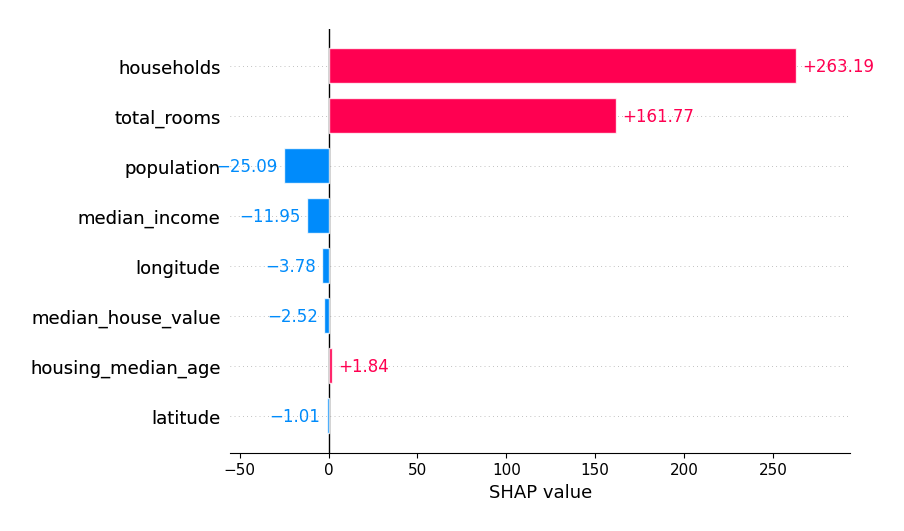 households +263.19
total_rooms +161.77
population −25.09
median_income −11.95
longitude −3.78
median_house_value −2.52
housing_median_age +1.84
latitude −1.01
−50 0 50 100 150 200 250
SHAP value